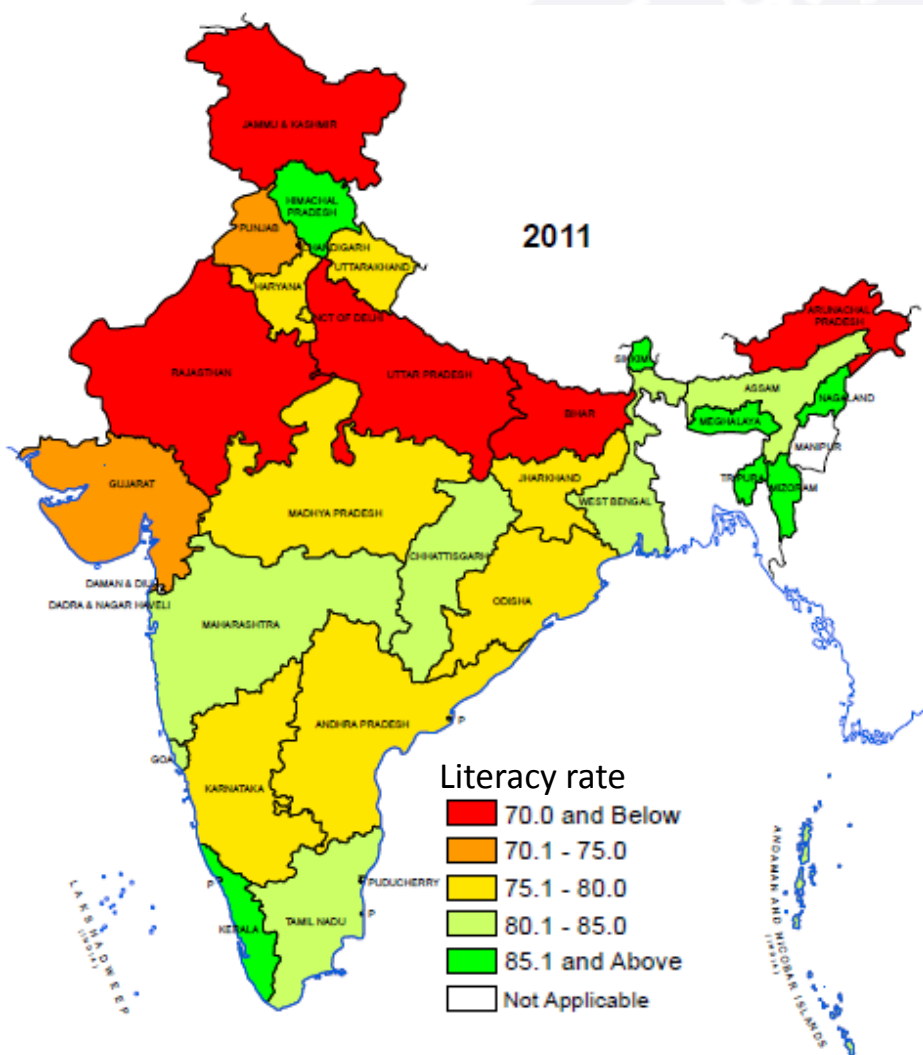 JAMMU & KASHMIR
HIMACHAL
PRADESH
PUNJAB
2011
CHANDIGARH
UTTARAKHAND
HARYANA
NCT OF DELHI
ARUNACHAL
PRADESH
RAJASTHAN
UTTAR PRADESH
SIKKIM
ASSAM
NAGALAND
BIHAR
MEGHALAYA
MANIPUR
GUJARAT
JHARKHAND
TRIPURA
MIZORAM
MADHYA PRADESH
WEST BENGAL
CHHATTISGARH
DAMAN & DIU
DADRA & NAGAR HAVELI
ODISHA
MAHARASHTRA
ANDHRA PRADESH
P
GOA
KARNATAKA
Literacy rate
70.0 and Below
70.1 - 75.0
75.1 - 80.0
80.1 - 85.0
85.1 and Above
Not Applicable
P
PUDUCHERRY
P
KERALA
TAMIL NADU
LAKSHADWEEP
(INDIA)
ANDAMAN AND NICOBAR ISLANDS
(INDIA)